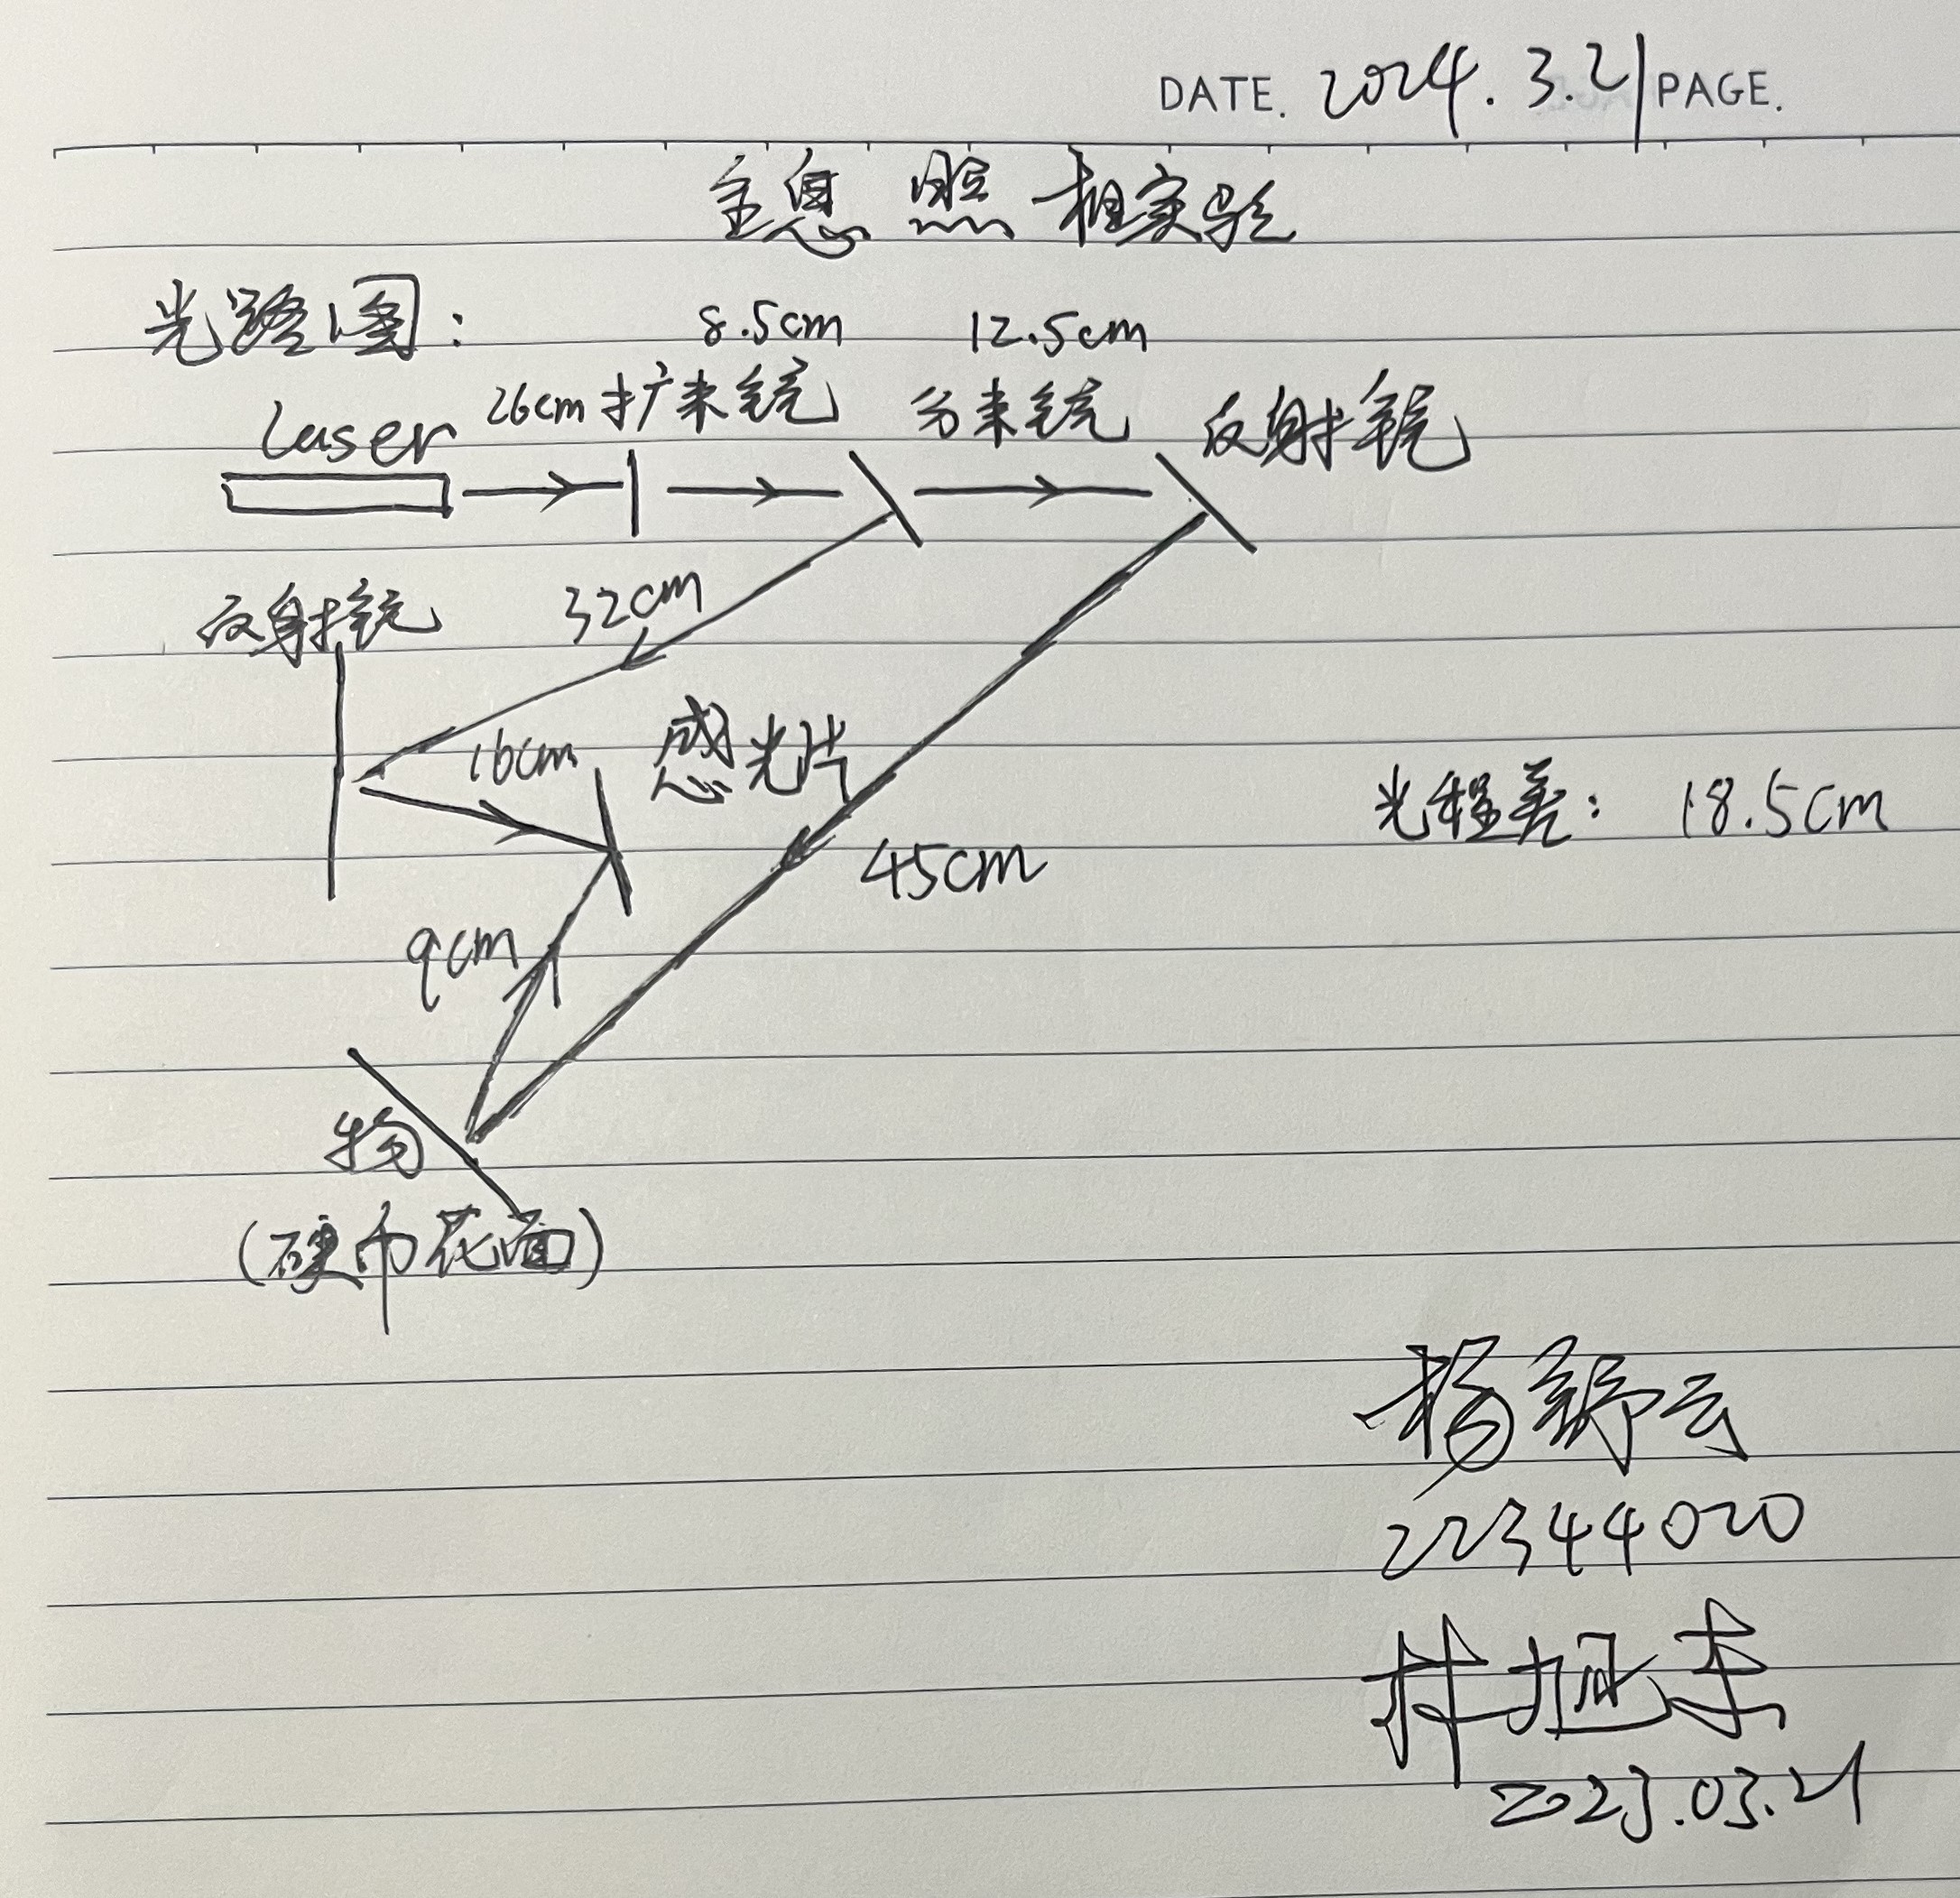 DATE. 2024.3.21 PAGE.
全息照相实验
光路图:
8.5cm 12.5cm
Laser 26cm 扩束镜 分束镜 反射镜
反射镜 32cm
16cm 感光片
光程差: 18.5cm
45cm
9cm
物
(硬币花面)
杨舒云
22344020
2023.03.21